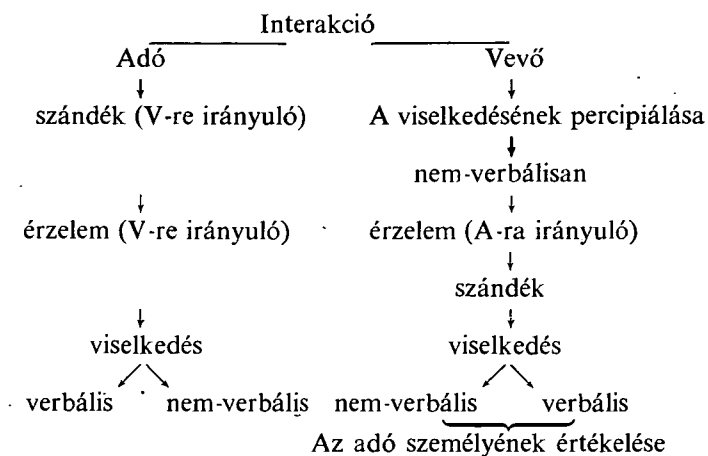 Interakció
Adó Vevő
szándék (V-re irányuló) A viselkedésének percipiálása
nem-verbálisan
érzelem (V-re irányuló) érzelem (A-ra irányuló)
szándék
viselkedés viselkedés
verbális nem-verbális nem-verbális verbális
Az adó személyének értékelése